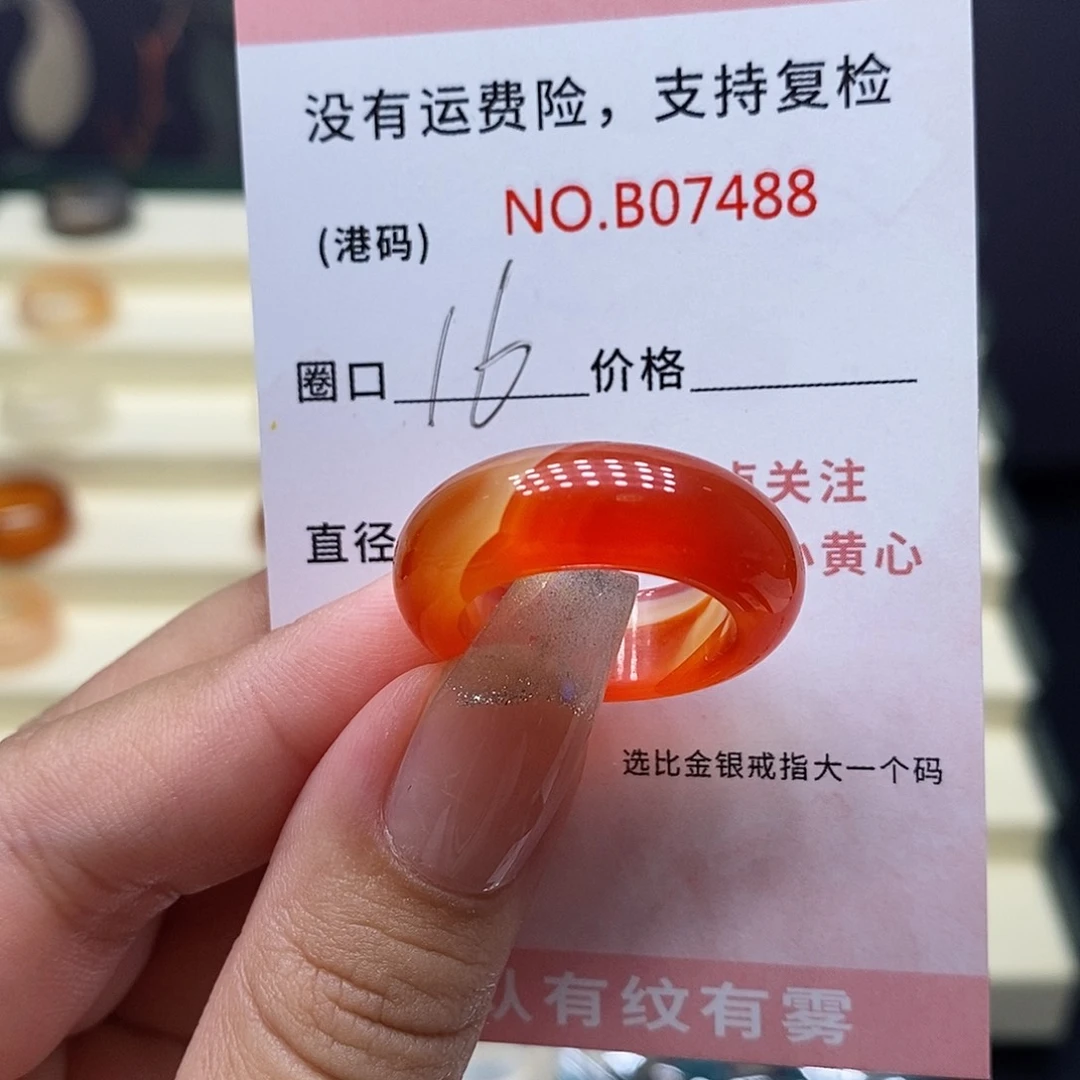 没有运费险，支持复检
NO.B07488
(港码)
圈口 16 价格
直径
关注
黄心
选比金银戒指大一个码
有纹有雾